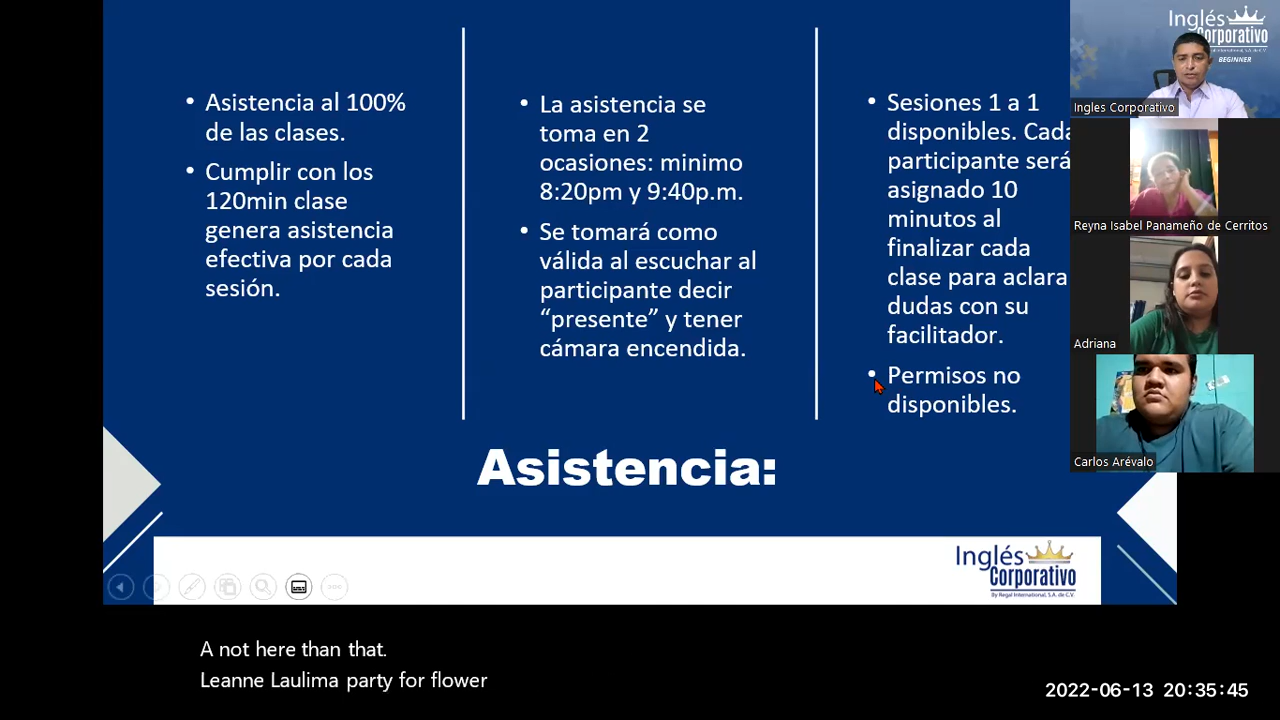 • Asistencia al 100%
de las clases.
• Cumplir con los
120min clase
genera asistencia
efectiva por cada
sesión.
• La asistencia se
toma en 2
ocasiones: minimo
8:20pm y 9:40p.m.
• Se tomará como
válida al escuchar al
participante decir
“presente” y tener
cámara encendida.
• Sesiones 1 a 1
disponibles. Cada
participante será
asignado 10
minutos al
finalizar cada
clase para aclara
dudas con su
facilitador.
• Permisos no
disponibles.
Asistencia:
Inglés
Corporativo
By Regal International, S.A. de C.V.
Inglés
Corporativo
BEGINNER
Ingles Corporativo
Reyna Isabel Panameño de Cerritos
Adriana
Carlos Arévalo
A not here than that.
Leanne Laulima party for flower
2022-06-13 20:35:45